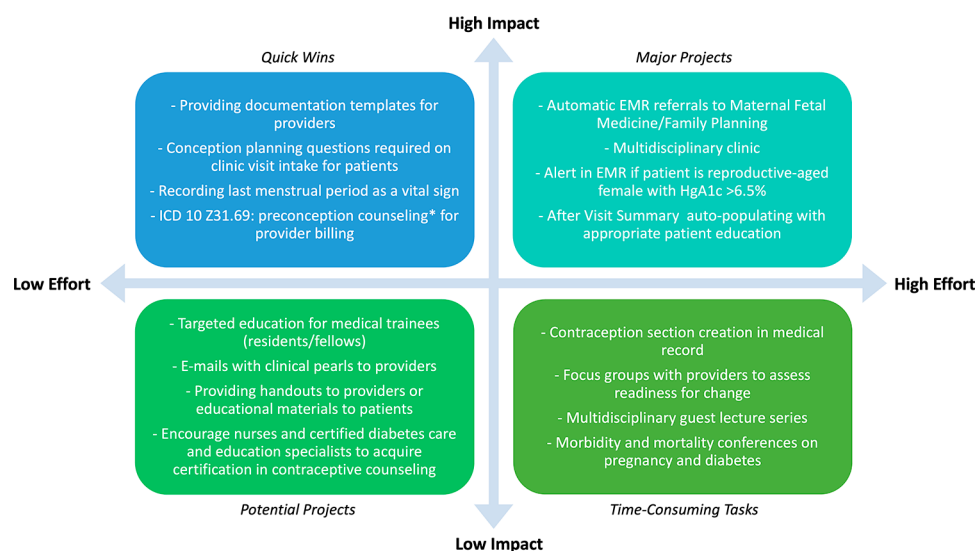 High Impact
Quick Wins
Major Projects
- Providing documentation templates for
providers
- Conception planning questions required on
clinic visit intake for patients
- Recording last menstrual period as a vital sign
- ICD 10 Z31.69: preconception counseling* for
provider billing
- Automatic EMR referrals to Maternal Fetal
Medicine/Family Planning
- Multidisciplinary clinic
- Alert in EMR if patient is reproductive-aged
female with HgA1c >6.5%
- After Visit Summary auto-populating with
appropriate patient education
Low Effort
High Effort
- Targeted education for medical trainees
(residents/fellows)
- E-mails with clinical pearls to providers
- Providing handouts to providers or
educational materials to patients
- Encourage nurses and certified diabetes care
and education specialists to acquire
certification in contraceptive counseling
- Contraception section creation in medical
record
- Focus groups with providers to assess
readiness for change
- Multidisciplinary guest lecture series
- Morbidity and mortality conferences on
pregnancy and diabetes
Potential Projects
Time-Consuming Tasks
Low Impact